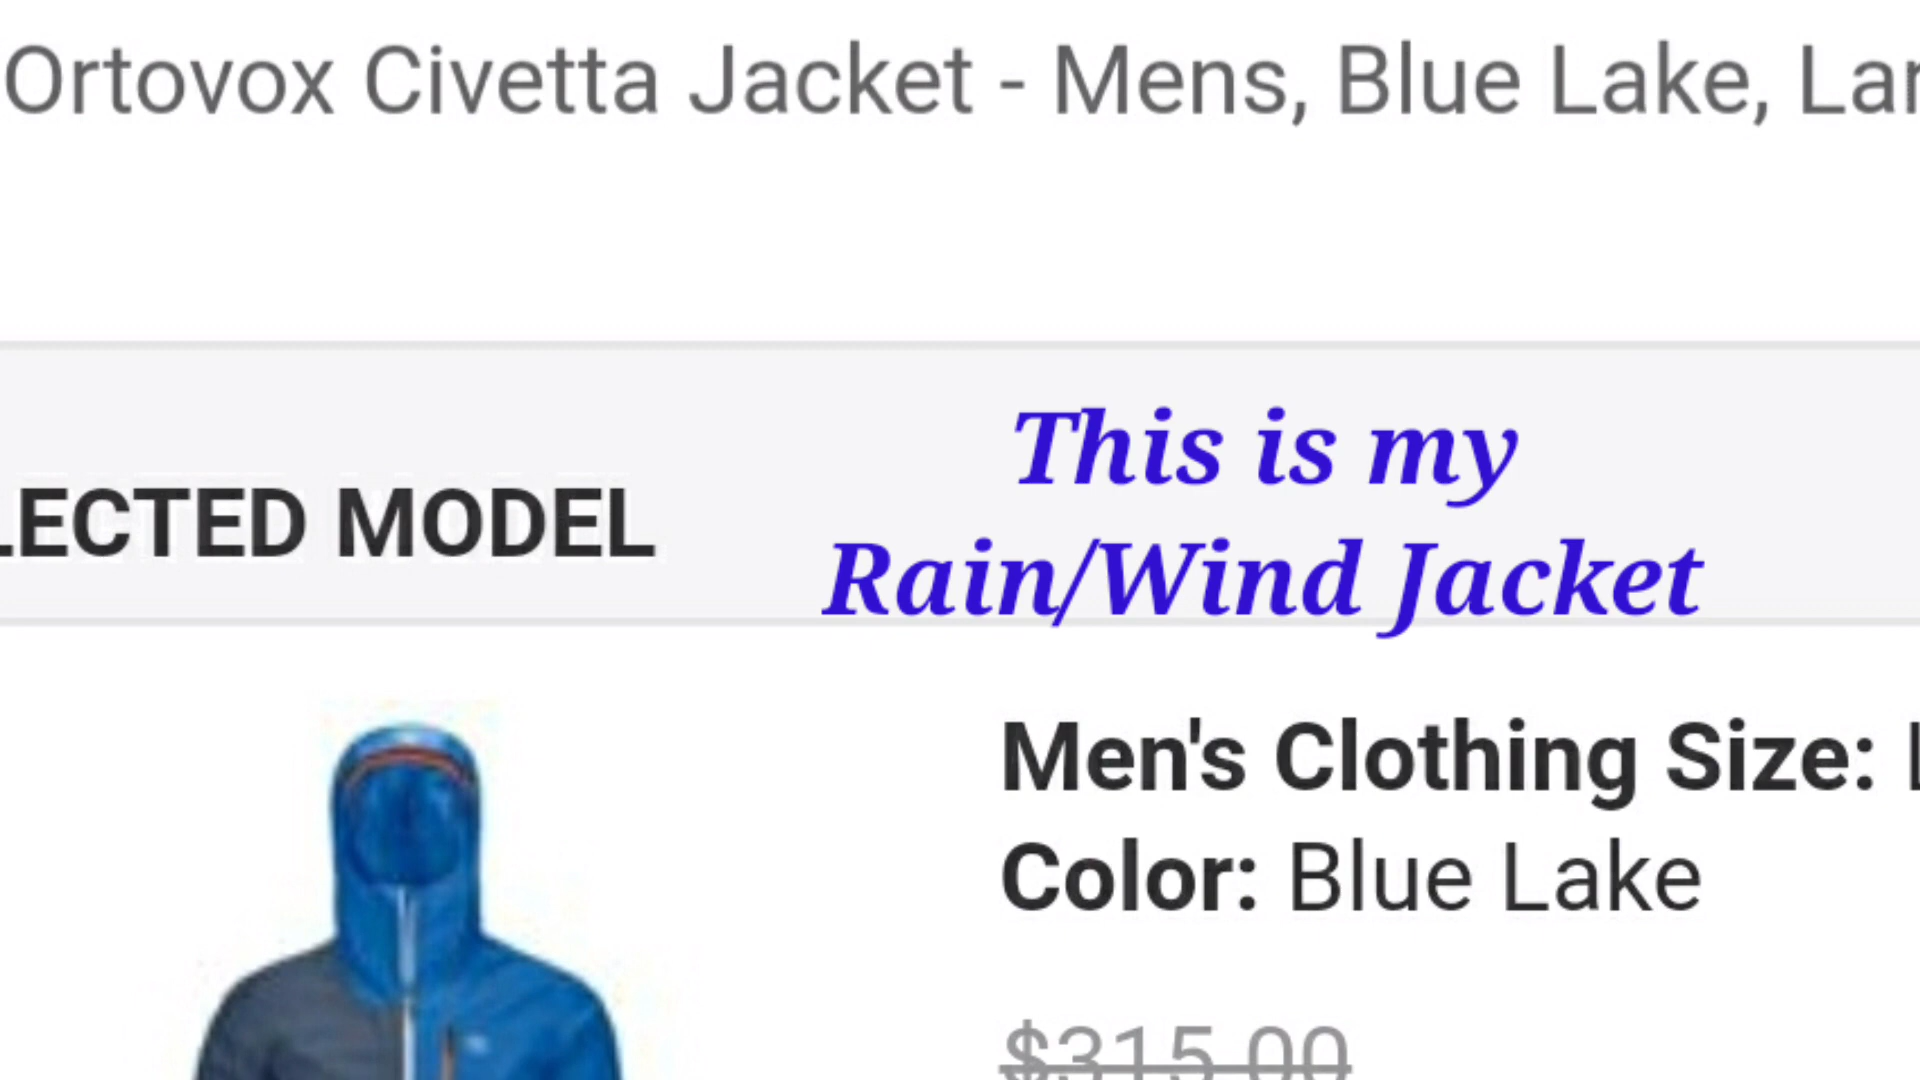 Ortovox Civetta Jacket - Mens, Blue Lake, Lar
LECTED MODEL
This is my
Rain/Wind Jacket
Men's Clothing Size: L
Color: Blue Lake
$315.00